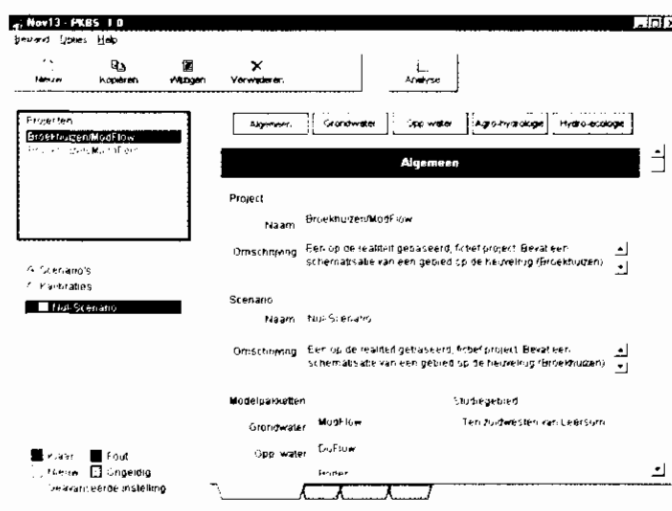 Nov13 - PKBS 1.0
Bestand Opties Help
Nieuw Kopiëren Wijzigen Verwijderen Analyse
Projecten
Broekhuizen/ModFlow
Algemeen Grondwater Opp water Agro-hydrologie Hydro-ecologie
Algemeen
Project
Naam Broekhuizen/ModFlow
Omschrijving Een op de realiteit gebaseerd, fictief project. Bevat een
schematisatie van een gebied op de heuvelrug (Broekhuizen)
Scenario's
Kalibraties
Nul-Scenario
Scenario
Naam Nul-Scenario
Omschrijving Een op de realiteit gebaseerd, fictief project. Bevat een
schematisatie van een gebied op de heuvelrug (Broekhuizen)
Modelpakketten Studiegebied
Grondwater ModFlow Ten zuidwesten van Leersum
Opp water DuFlow
Klaar Fout
Nieuw Ongeldig
Geavanceerde instelling